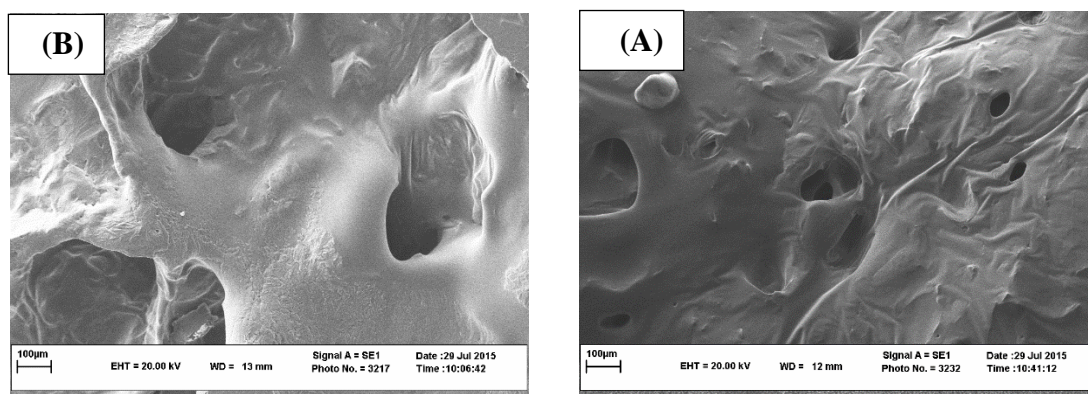 (B)
100µm
EHT = 20.00 kV
WD = 13 mm
Signal A = SE1
Photo No. = 3217
Date :29 Jul 2015
Time :10:06:42
(A)
100µm
EHT = 20.00 kV
WD = 12 mm
Signal A = SE1
Photo No. = 3232
Date :29 Jul 2015
Time :10:41:12